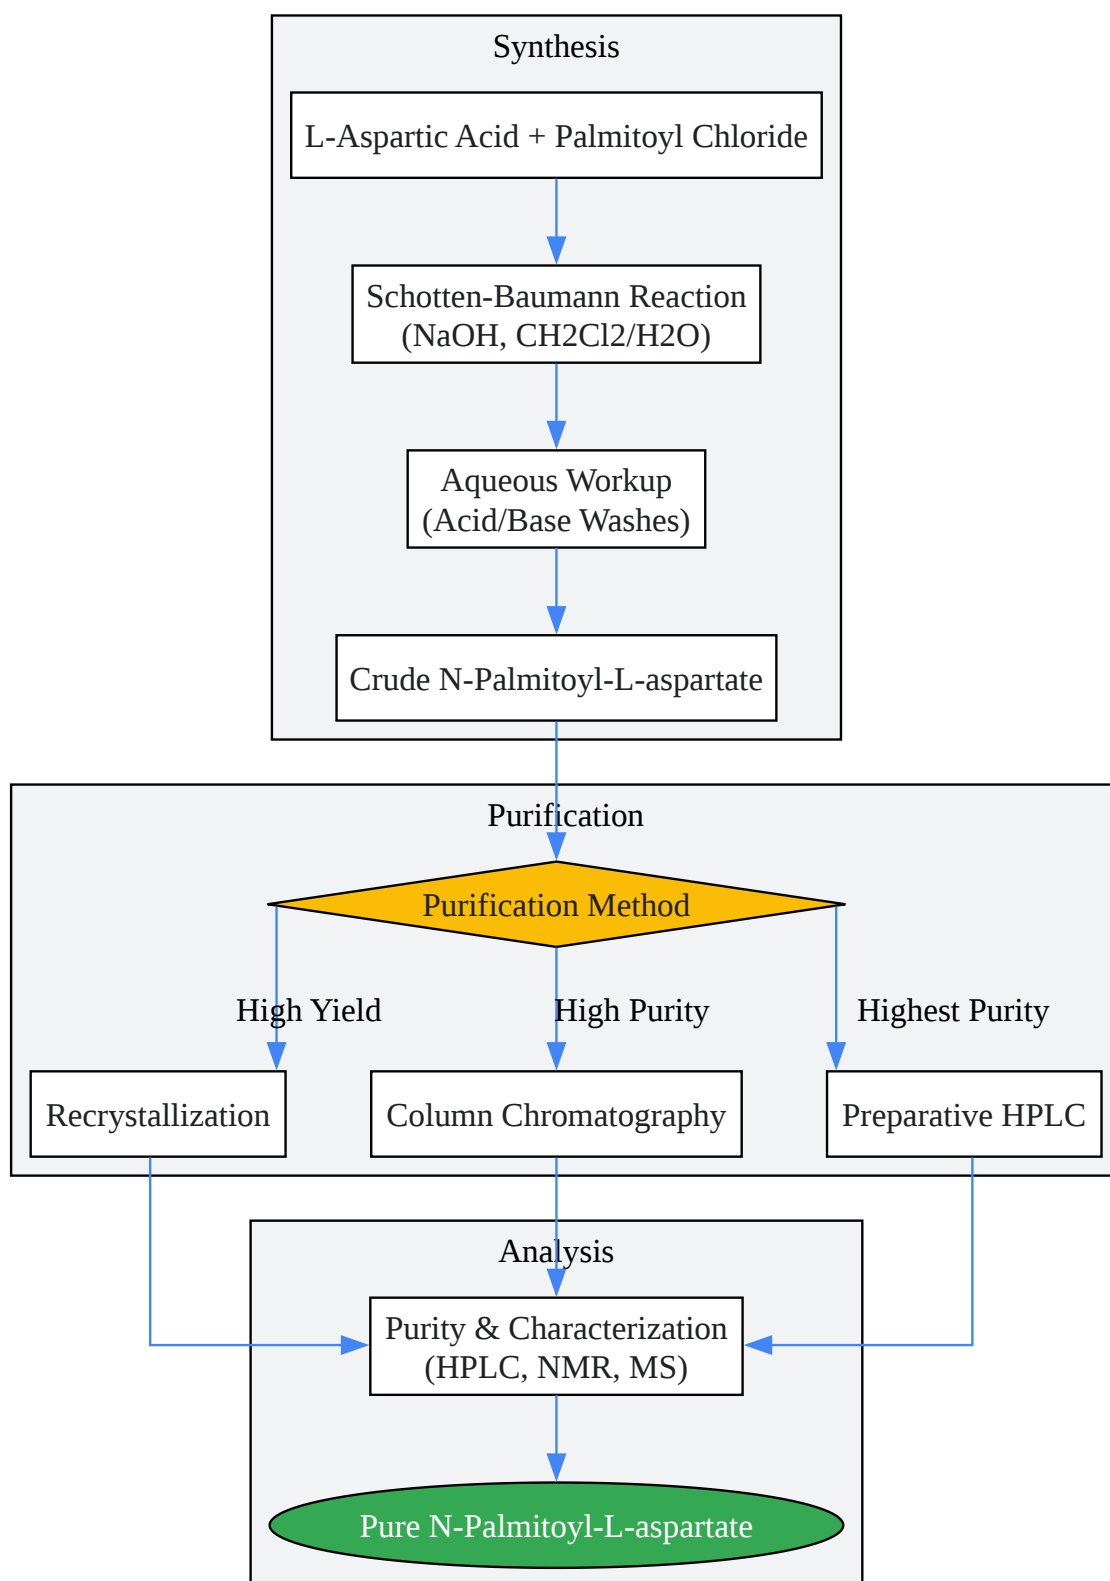 Synthesis
L-Aspartic Acid + Palmitoyl Chloride
Schotten-Baumann Reaction
(NaOH, CH2Cl2/H2O)
Aqueous Workup
(Acid/Base Washes)
Crude N-Palmitoyl-L-aspartate
Purification
Purification Method
High Yield
High Purity
Highest Purity
Recrystallization
Column Chromatography
Preparative HPLC
Analysis
Purity & Characterization
(HPLC, NMR, MS)
Pure N-Palmitoyl-L-aspartate